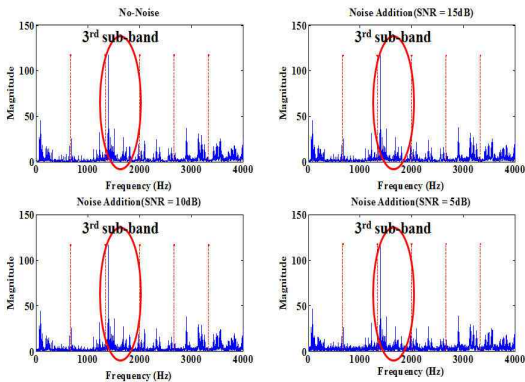 No-Noise
3rd sub-band
150
100
50
0
Magnitude
0 1000 2000 3000 4000
Frequency (Hz)
Noise Addition(SNR = 15dB)
3rd sub-band
150
100
50
0
Magnitude
0 1000 2000 3000 4000
Frequency (Hz)
Noise Addition(SNR = 10dB)
3rd sub-band
150
100
50
0
Magnitude
0 1000 2000 3000 4000
Frequency (Hz)
Noise Addition(SNR = 5dB)
3rd sub-band
150
100
50
0
Magnitude
0 1000 2000 3000 4000
Frequency (Hz)